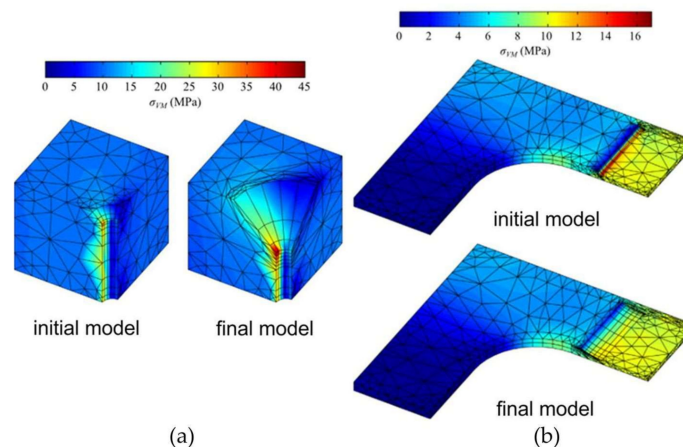 0 2 4 6 8 10 12 14 16
σVM (MPa)
0 5 10 15 20 25 30 35 40 45
σVM (MPa)
initial model
initial model
final model
final model
(a)
(b)